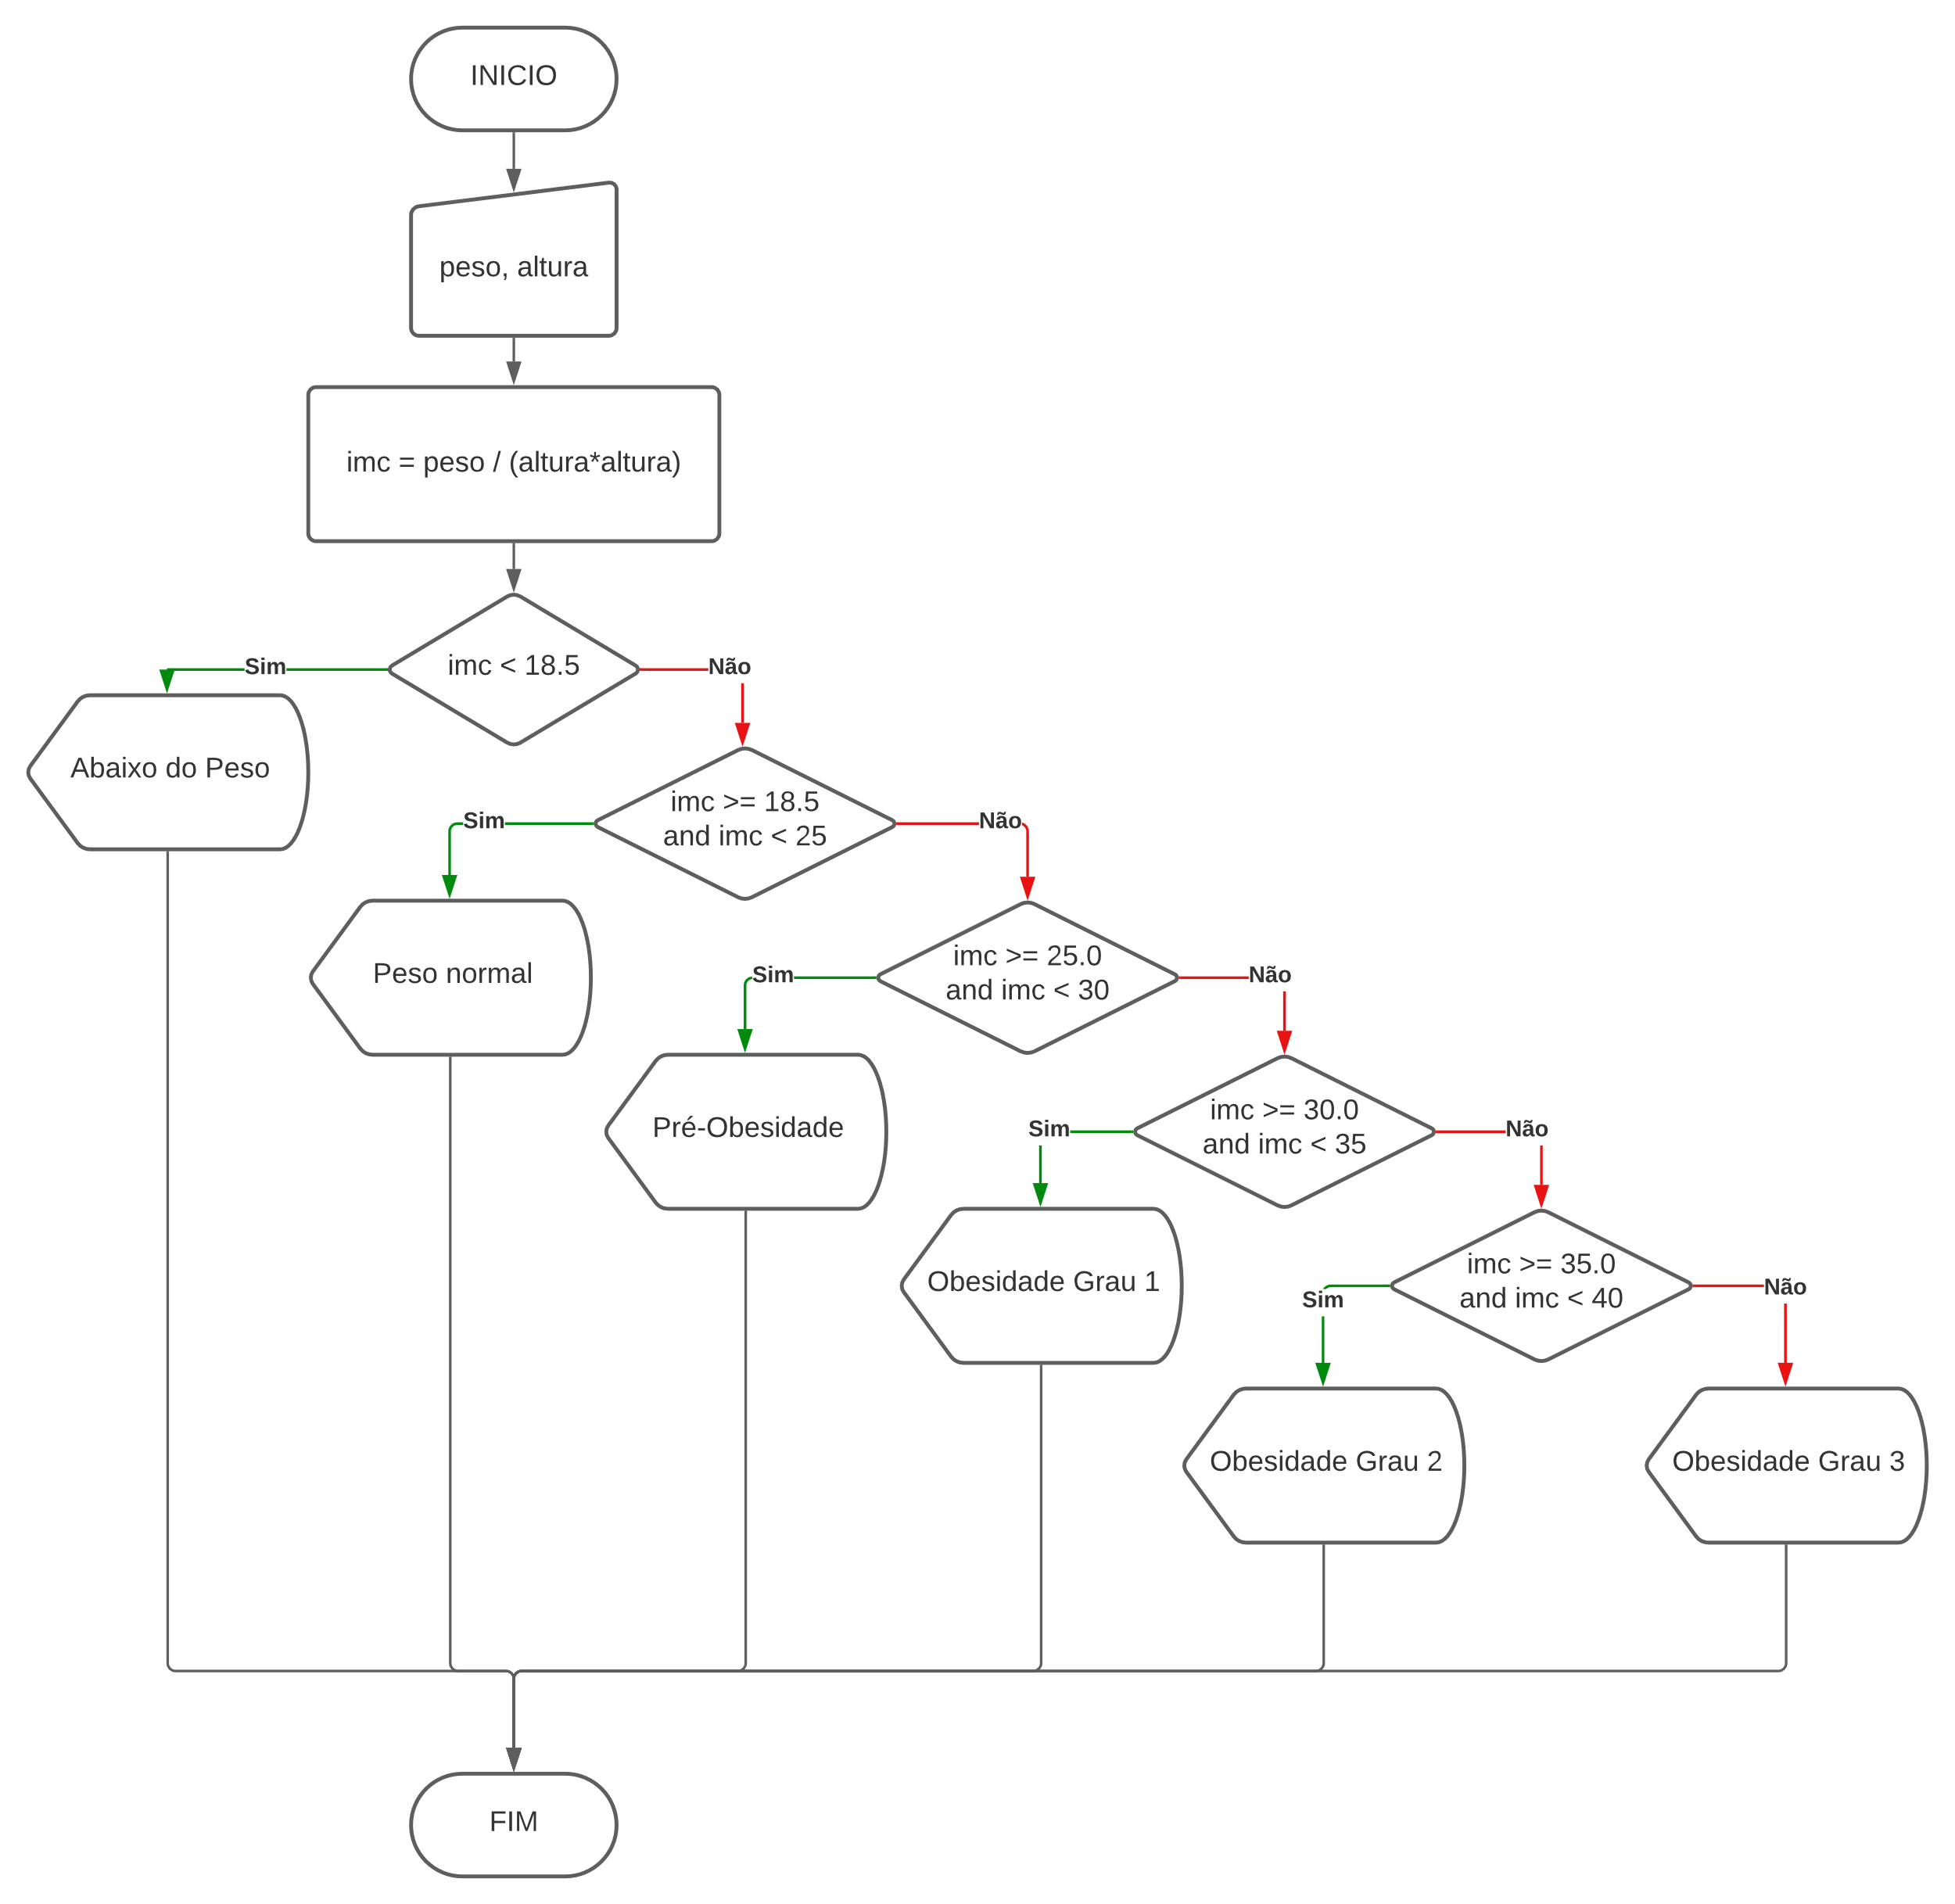 INICIO
peso, altura
imc = peso / (altura*altura)
imc < 18.5
Sim
Não
Abaixo do Peso
imc >= 18.5
and imc < 25
Sim
Não
Peso normal
imc >= 25.0
and imc < 30
Sim
Não
Pré-Obesidade
imc >= 30.0
and imc < 35
Sim
Não
Obesidade Grau 1
imc >= 35.0
and imc < 40
Sim
Não
Obesidade Grau 2
Obesidade Grau 3
FIM